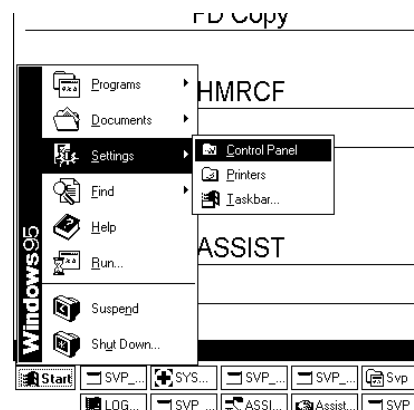 FD Copy
Programs
HMRCF
Documents
Settings
Control Panel
Printers
Taskbar...
Find
Help
ASSIST
Run...
Suspend
Shut Down...
Windows95
Start
SVP_...
SYS...
SVP_...
SVP_...
Svp
LOG...
SVP_...
ASSI...
Assist...
SVP